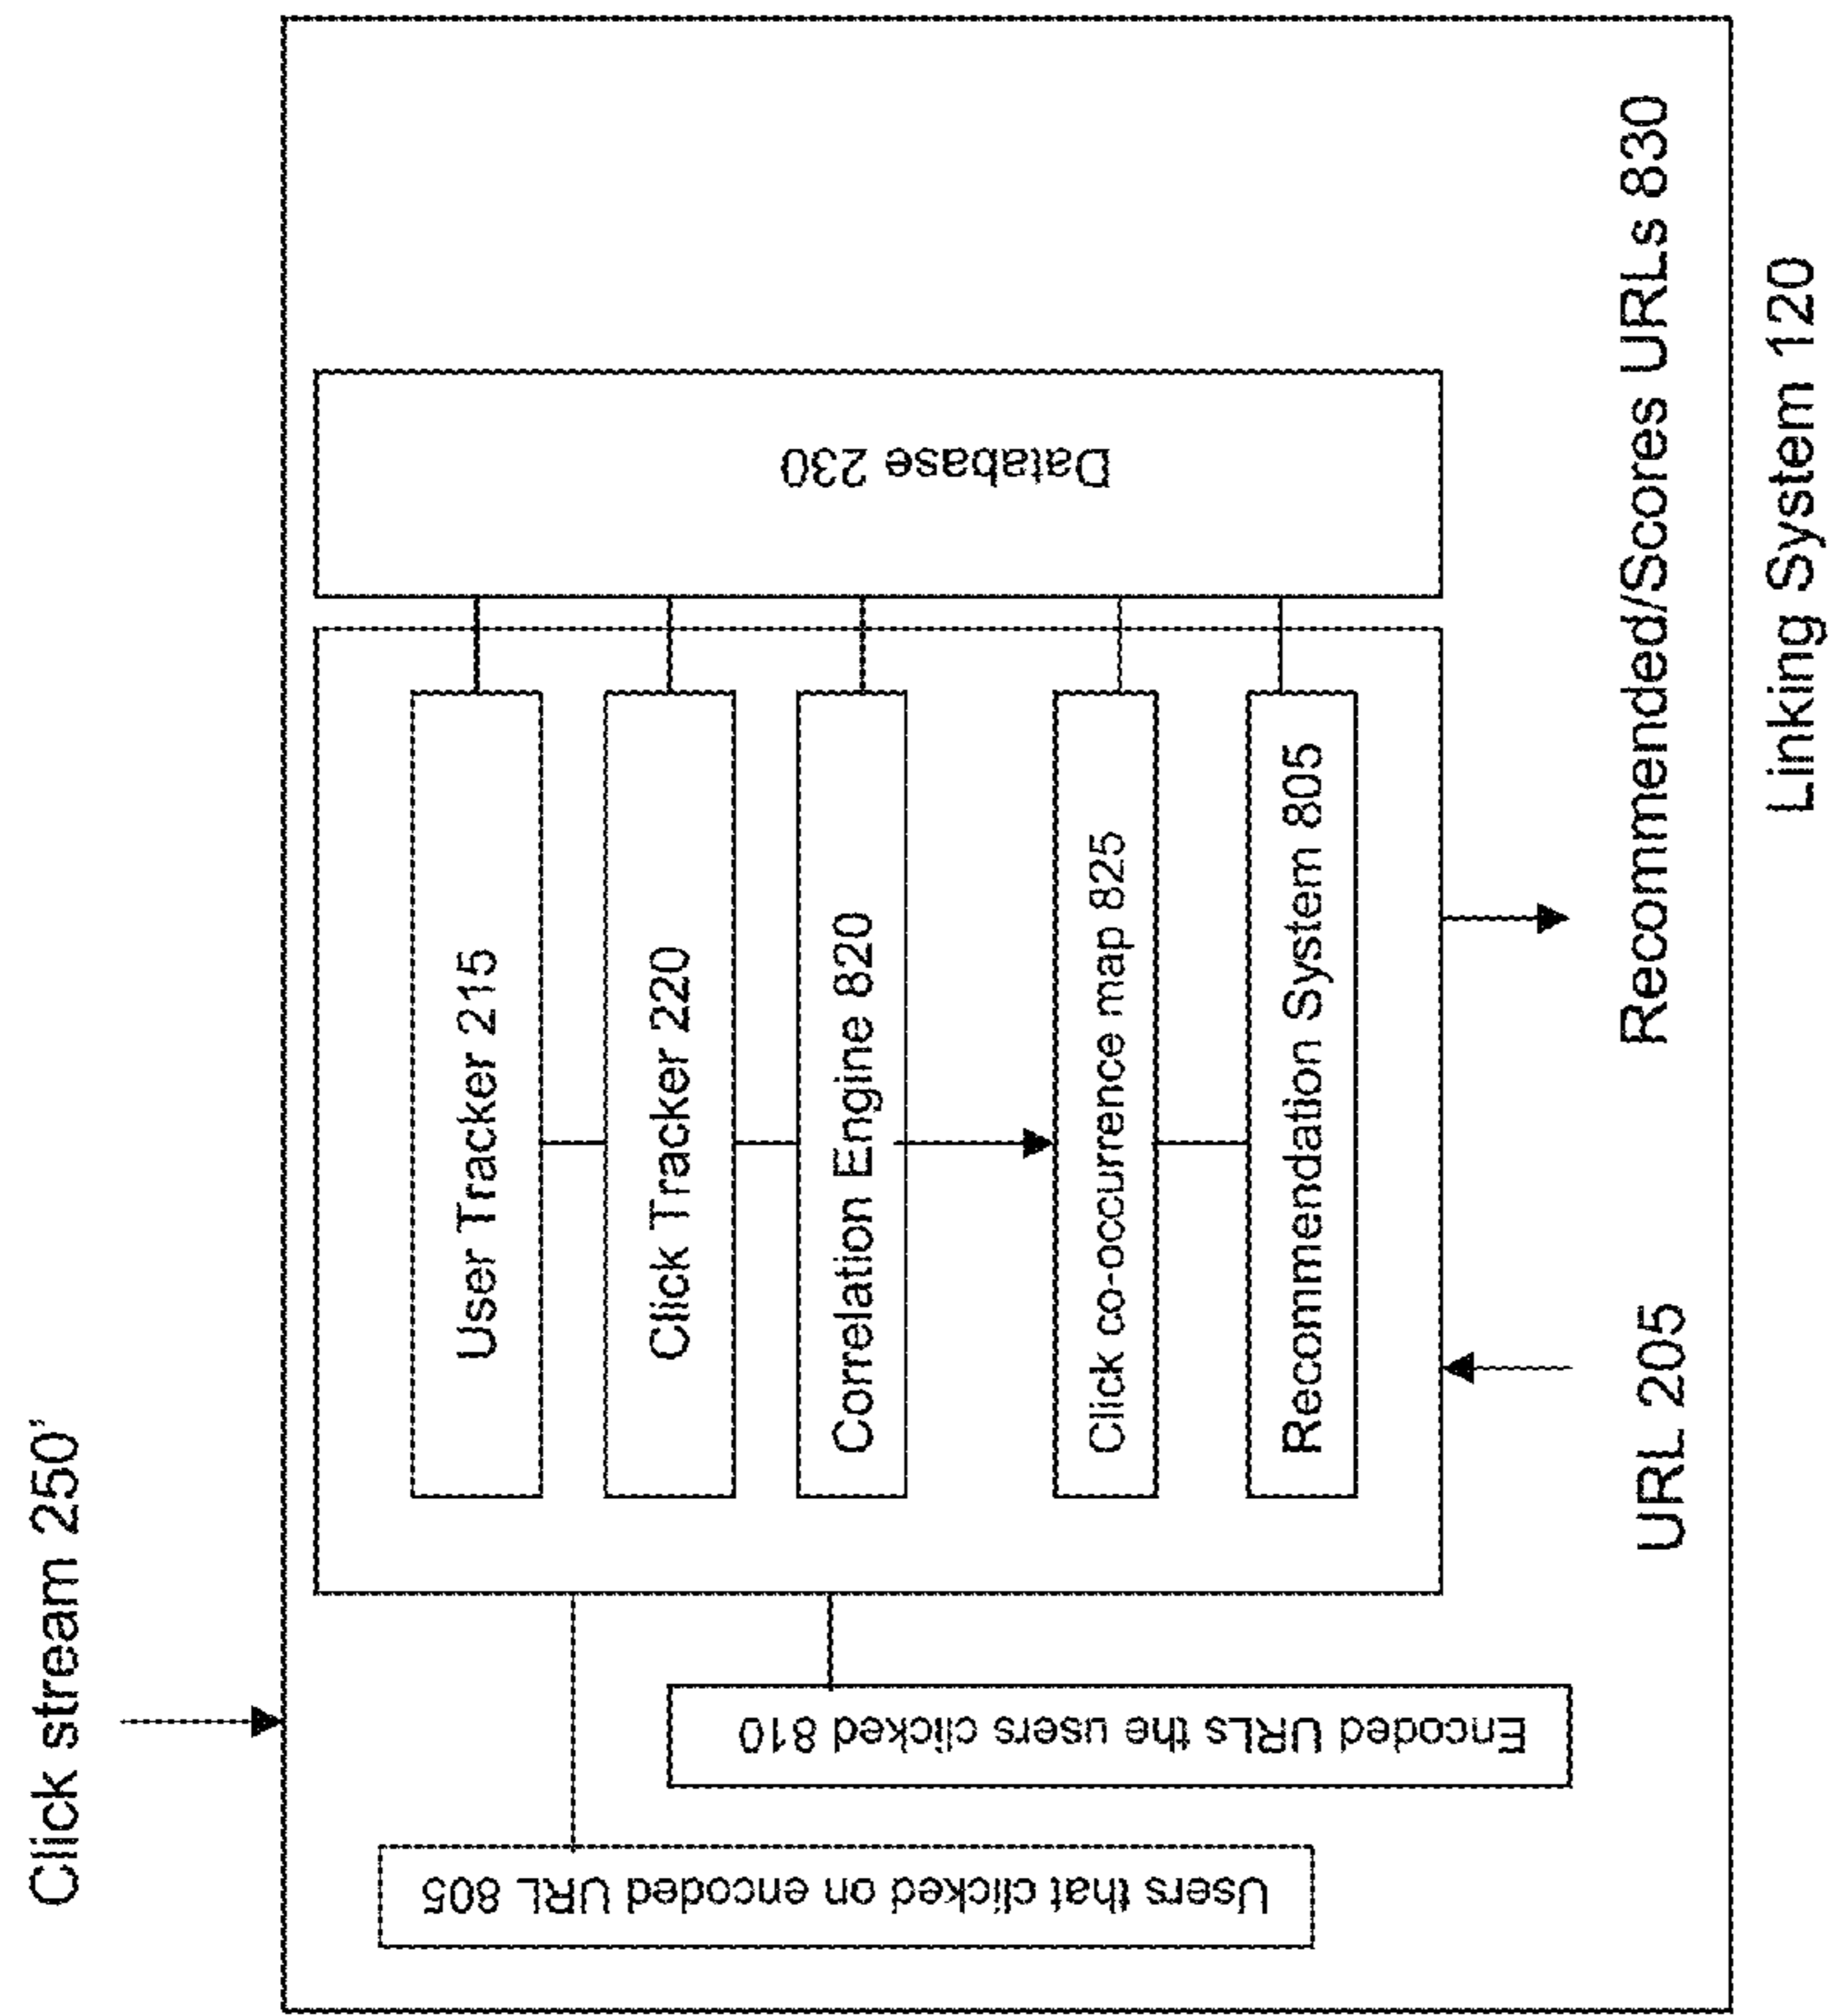 Click stream 250'
Users that clicked on encoded URL 805
Encoded URLs the users clicked 810
User Tracker 215
Click Tracker 220
Correlation Engine 820
Click co-occurrence map 825
Recommendation System 805
Database 230
URL 205
Recommended/Scores URLs 830
Linking System 120